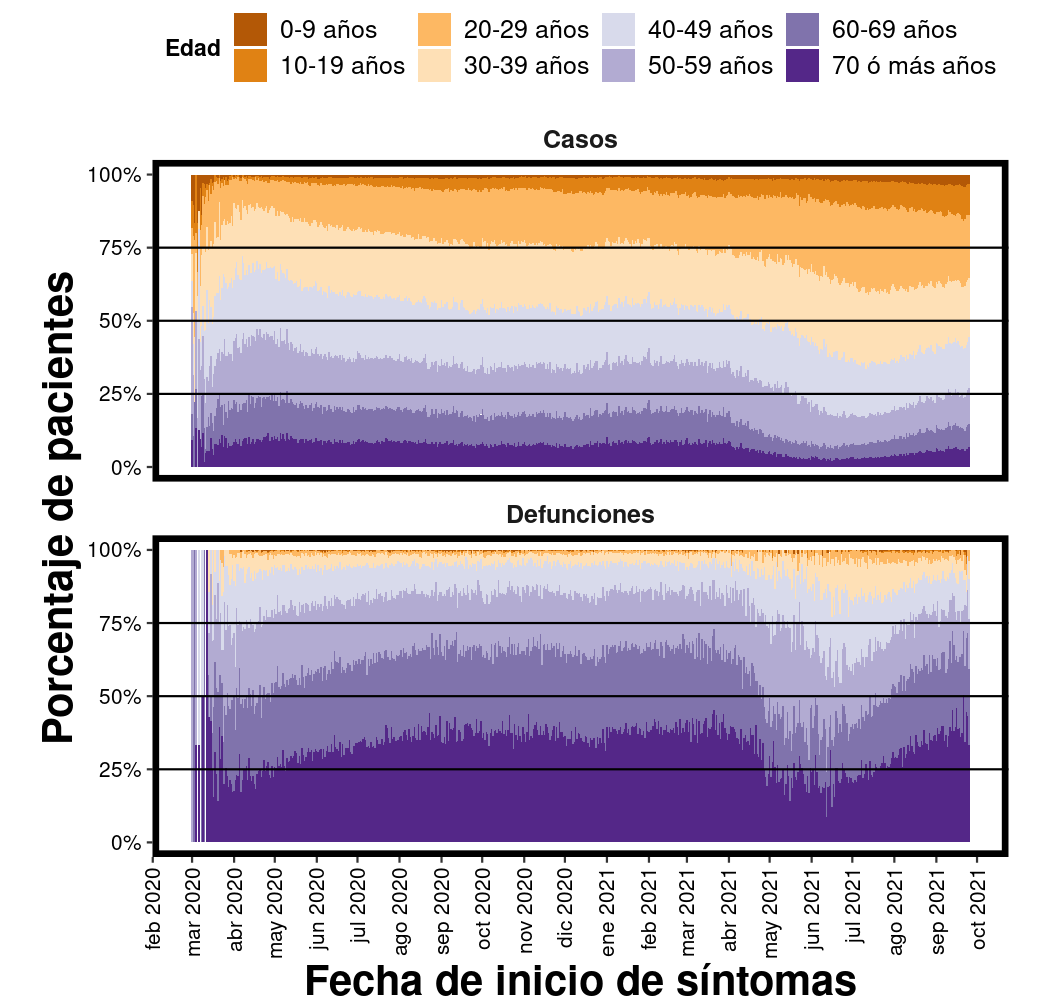 Edad
0-9 años
20-29 años
40-49 años
60-69 años
10-19 años
30-39 años
50-59 años
70 ó más años
Casos
100%
75%
50%
25%
0%
Defunciones
100%
75%
50%
25%
0%
Porcentaje de pacientes
feb 2020
mar 2020
abr 2020
may 2020
jun 2020
jul 2020
ago 2020
sep 2020
oct 2020
nov 2020
dic 2020
ene 2021
feb 2021
mar 2021
abr 2021
may 2021
jun 2021
jul 2021
ago 2021
sep 2021
oct 2021
Fecha de inicio de síntomas